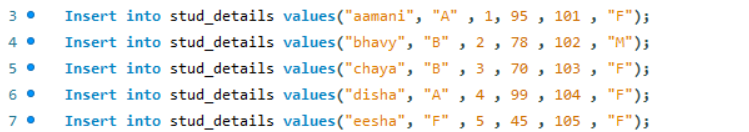 3 Insert into stud_details values("aamani", "A" , 1, 95 , 101 , "F");
4 Insert into stud_details values("bhavy", "B" , 2 , 78 , 102 , "M");
5 Insert into stud_details values("chaya", "B" , 3 , 70 , 103 , "F");
6 Insert into stud_details values("disha", "A" , 4 , 99 , 104 , "F");
7 Insert into stud_details values("eesha", "F" , 5 , 45 , 105 , "F");